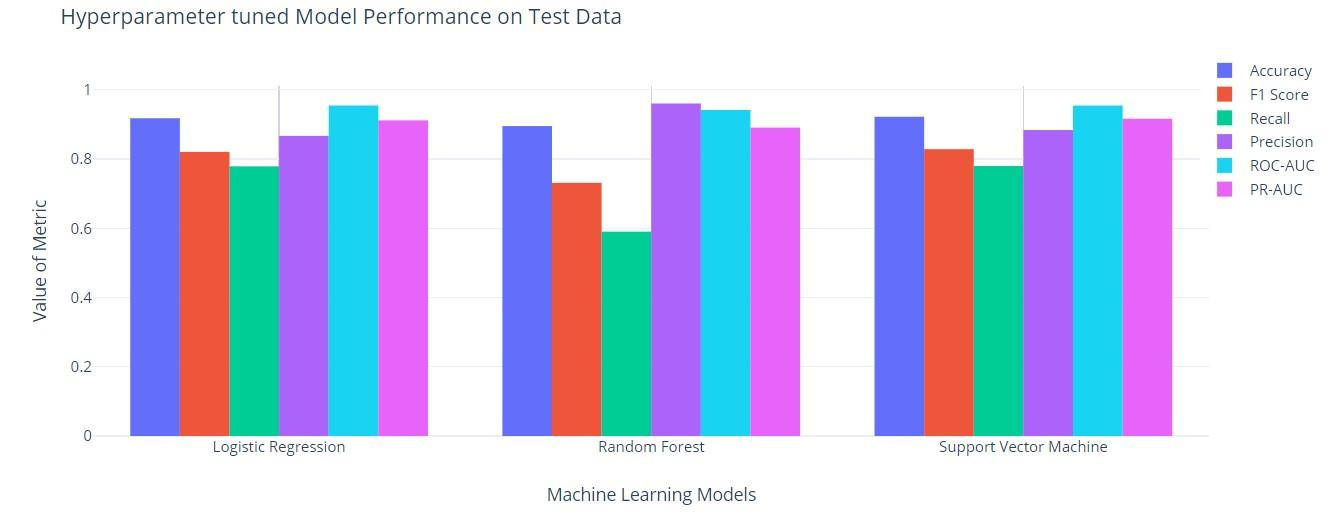 Hyperparameter tuned Model Performance on Test Data
1
0.8
0.6
0.4
0.2
0
Value of Metric
Logistic Regression
Random Forest
Support Vector Machine
Machine Learning Models
Accuracy
F1 Score
Recall
Precision
ROC-AUC
PR-AUC